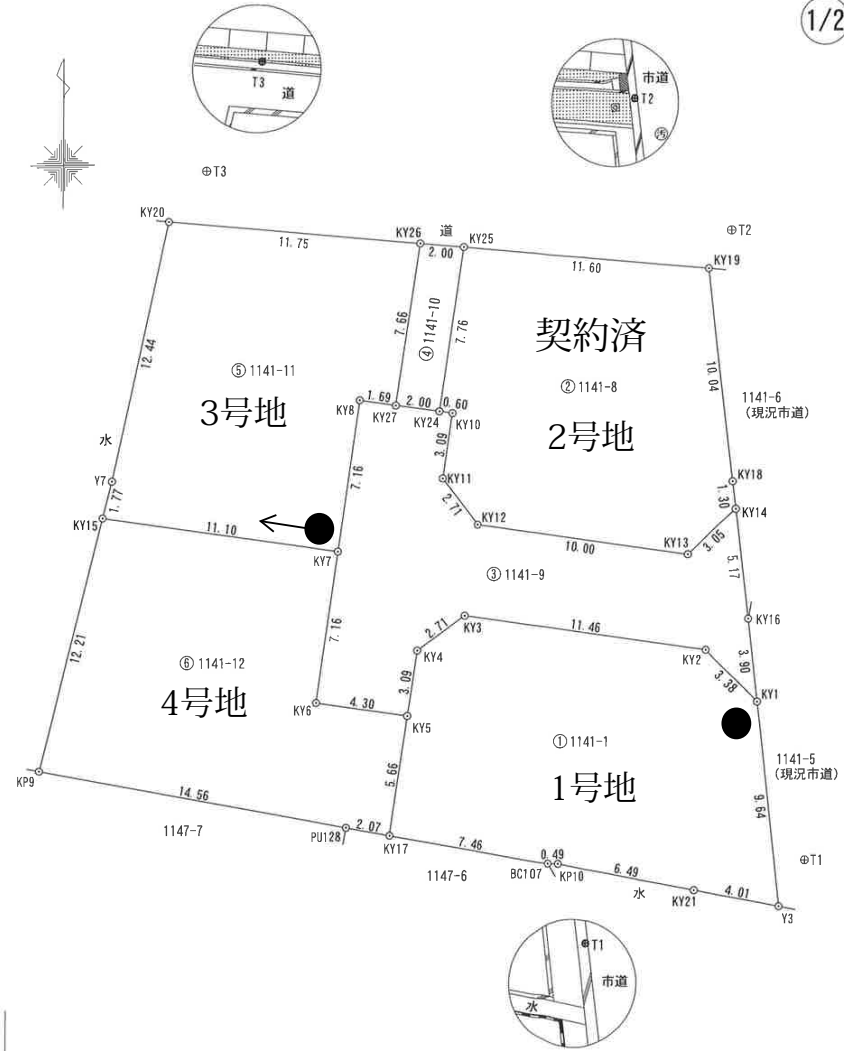 1/2
T3
道
市道
T2
汚
T3
KY20
11.75
KY26
道
2.00
KY25
11.60
T2
KY19
12.44
7.66
④1141-10
7.76
契約済
10.04
⑤1141-11
3号地
②1141-8
2号地
1141-6
(現況市道)
KY8
1.69
KY27
2.00
KY24
0.60
KY10
水
3.09
Y7
KY11
KY18
1.77
7.16
2.71
1.30
KY15
KY12
KY14
11.10
KY7
10.00
KY13
3.05
5.17
③1141-9
KY3
KY16
7.16
2.71
11.46
KY4
KY2
3.90
12.21
⑥1141-12
4号地
3.09
3.38
KY1
KY6
4.30
KY5
①1141-1
1号地
1141-5
(現況市道)
KP9
14.56
5.66
9.64
1147-7
PU128
2.07
KY17
7.46
0.49
1147-6
BC107
KP10
6.49
水
KY21
4.01
T1
Y3
T1
市道
水